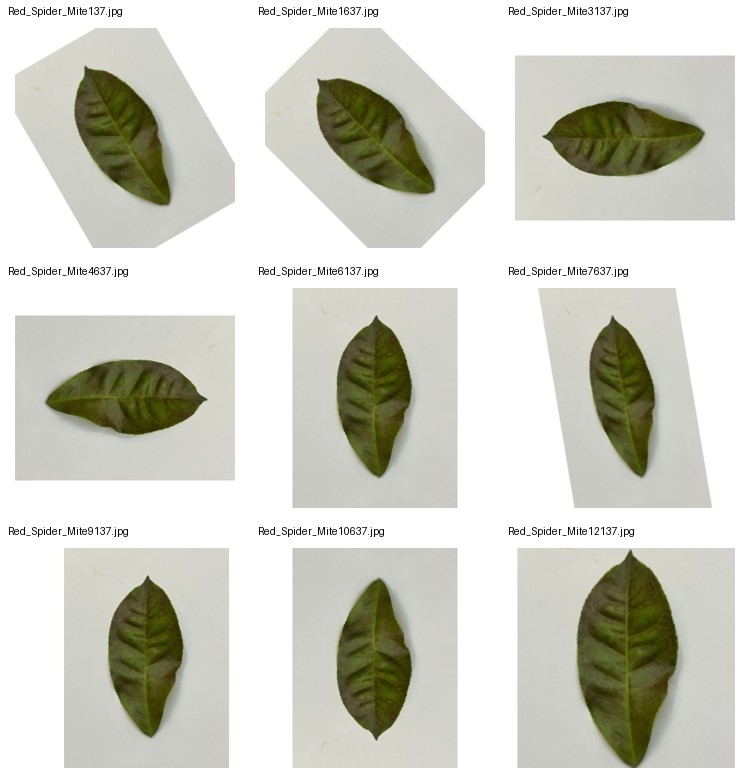 Red_Spider_Mite137.jpg
Red_Spider_Mite1637.jpg
Red_Spider_Mite3137.jpg
Red_Spider_Mite4637.jpg
Red_Spider_Mite6137.jpg
Red_Spider_Mite7637.jpg
Red_Spider_Mite9137.jpg
Red_Spider_Mite10637.jpg
Red_Spider_Mite12137.jpg